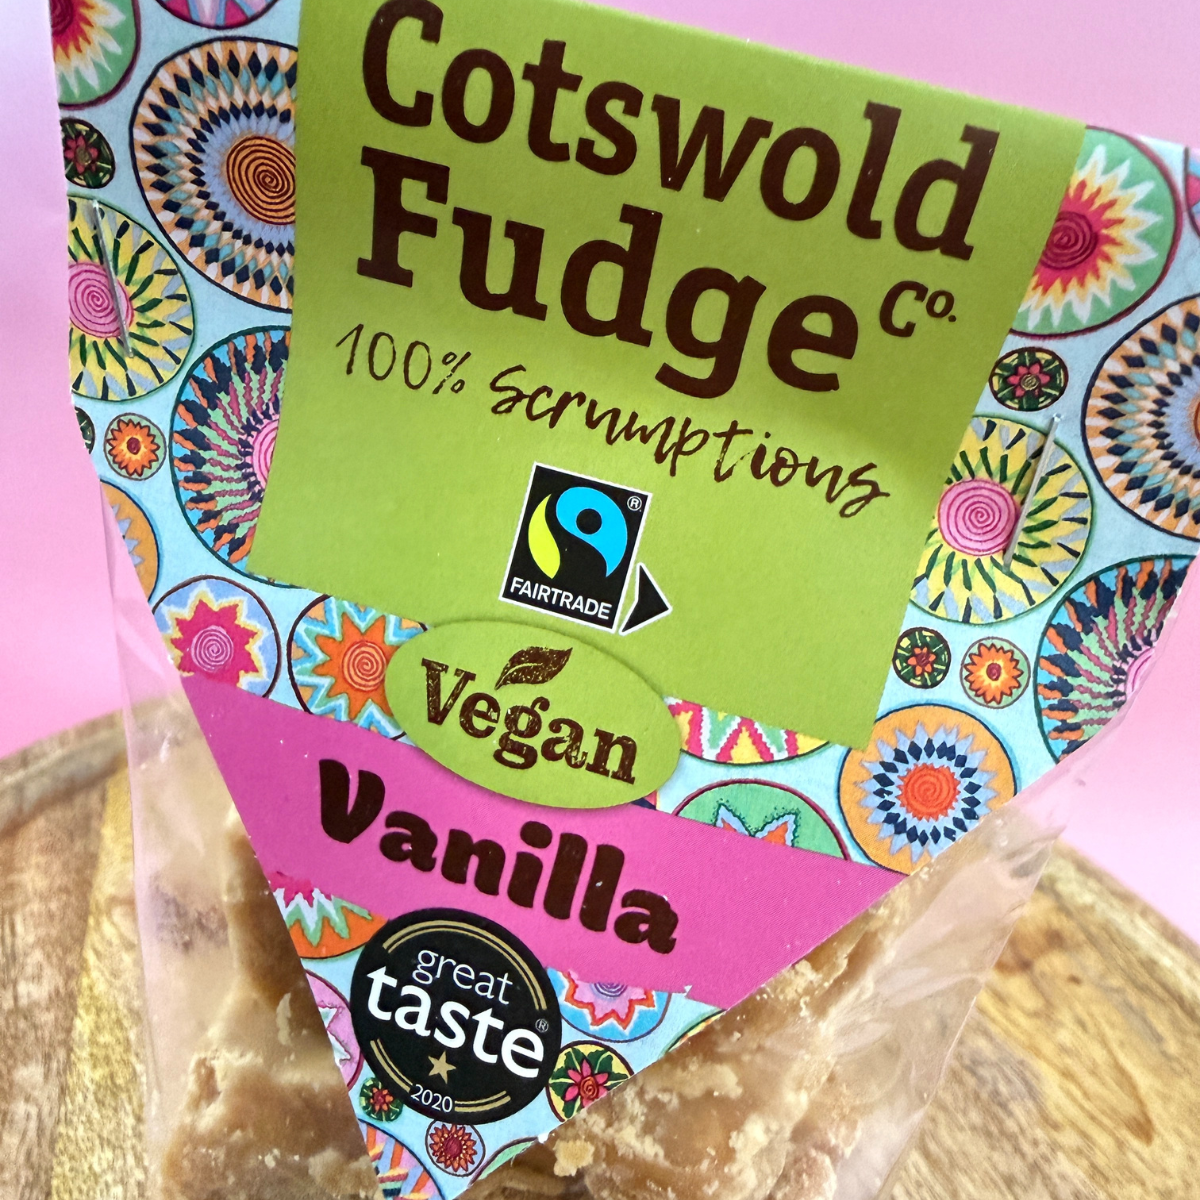 Cotswold
Fudge Co.
100% Scrumptious
®
FAIRTRADE
Vegan
Vanilla
great
taste®
2020